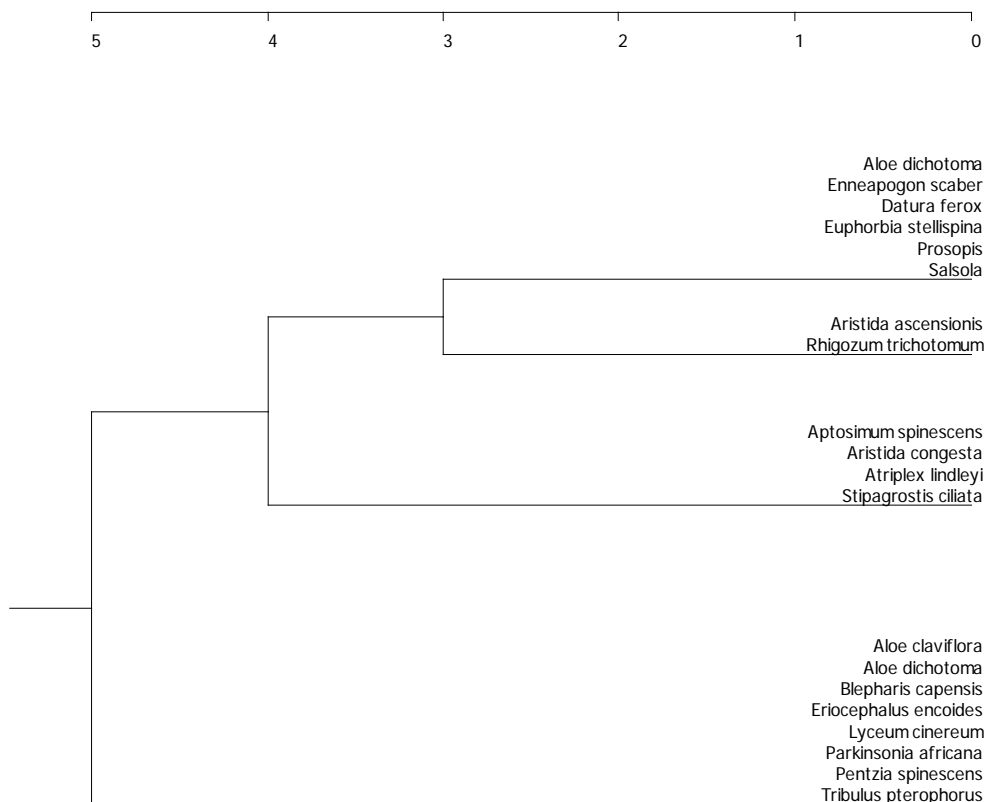 5 4 3 2 1 0
Aloe dichotoma
Enneapogon scaber
Datura ferox
Euphorbia stellispina
Prosopis
Salsola
Aristida ascensionis
Rhigozum trichotomum
Aptosimum spinescens
Aristida congesta
Atriplex lindleyi
Stipagrostis ciliata
Aloe claviflora
Aloe dichotoma
Blepharis capensis
Eriocephalus encoides
Lyceum cinereum
Parkinsonia africana
Pentzia spinescens
Tribulus pterophorus